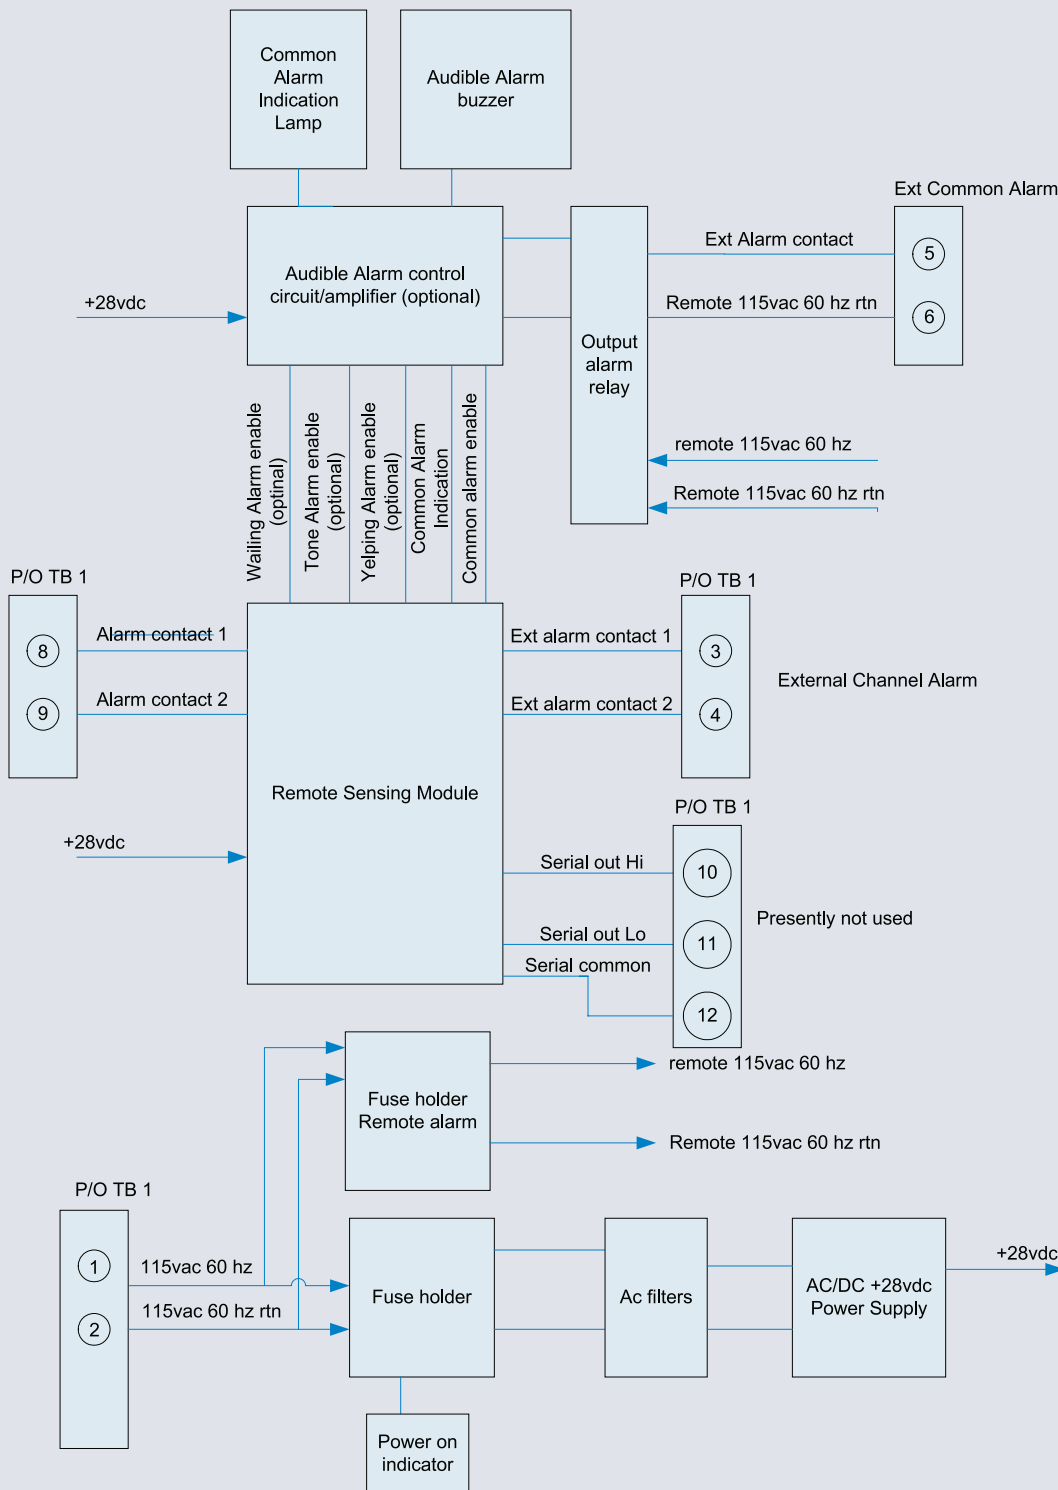 Common
Alarm
Indication
Lamp
Audible Alarm
buzzer
Ext Common Alarm
Audible Alarm control
circuit/amplifier (optional)
+28vdc
Output
alarm
relay
Ext Alarm contact
5
Remote 115vac 60 hz rtn
6
remote 115vac 60 hz
Remote 115vac 60 hz rtn
Wailing Alarm enable
(optinal)
Tone Alarm enable
(optional)
Yelping Alarm enable
(optional)
Common Alarm
Indication
Common alarm enable
P/O TB 1
8
Alarm contact 1
9
Alarm contact 2
+28vdc
Remote Sensing Module
P/O TB 1
Ext alarm contact 1
3
Ext alarm contact 2
4
External Channel Alarm
P/O TB 1
Serial out Hi
10
Serial out Lo
11
Serial common
12
Presently not used
Fuse holder
Remote alarm
remote 115vac 60 hz
Remote 115vac 60 hz rtn
P/O TB 1
1
115vac 60 hz
2
115vac 60 hz rtn
Fuse holder
Ac filters
AC/DC +28vdc
Power Supply
+28vdc
Power on
indicator